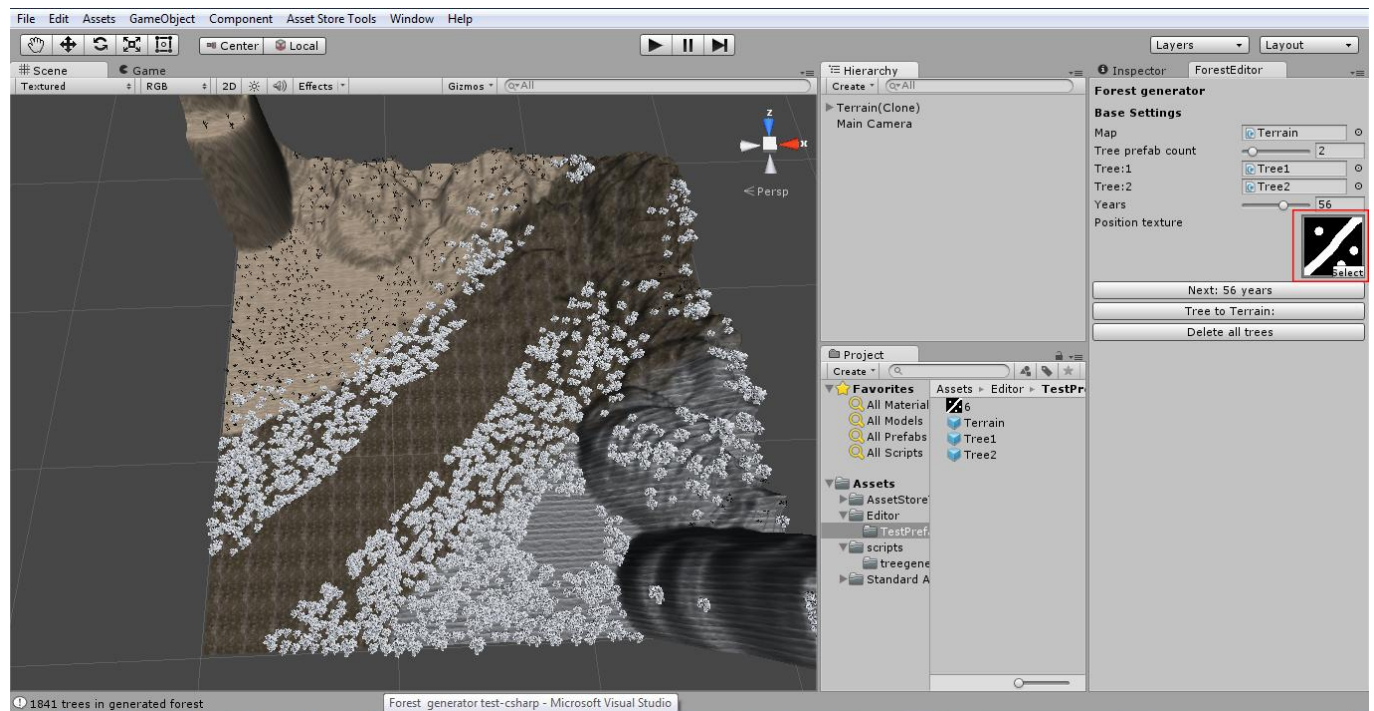 File Edit Assets GameObject Component Asset Store Tools Window Help
Center Local
Layers Layout
Scene Game
Textured RGB 2D Effects Gizmos All
z
x
Persp
Hierarchy
Create All
Terrain(Clone)
Main Camera
Project
Create
Favorites
All Material
All Models
All Prefabs
All Scripts
Assets
AssetStore
Editor
TestPref
scripts
treegene
Standard A
Assets Editor TestPr
6
Terrain
Tree1
Tree2
Inspector ForestEditor
Forest generator
Base Settings
Map Terrain
Tree prefab count 2
Tree:1 Tree1
Tree:2 Tree2
Years 56
Position texture
Select
Next: 56 years
Tree to Terrain:
Delete all trees
1841 trees in generated forest
Forest generator test-csharp - Microsoft Visual Studio